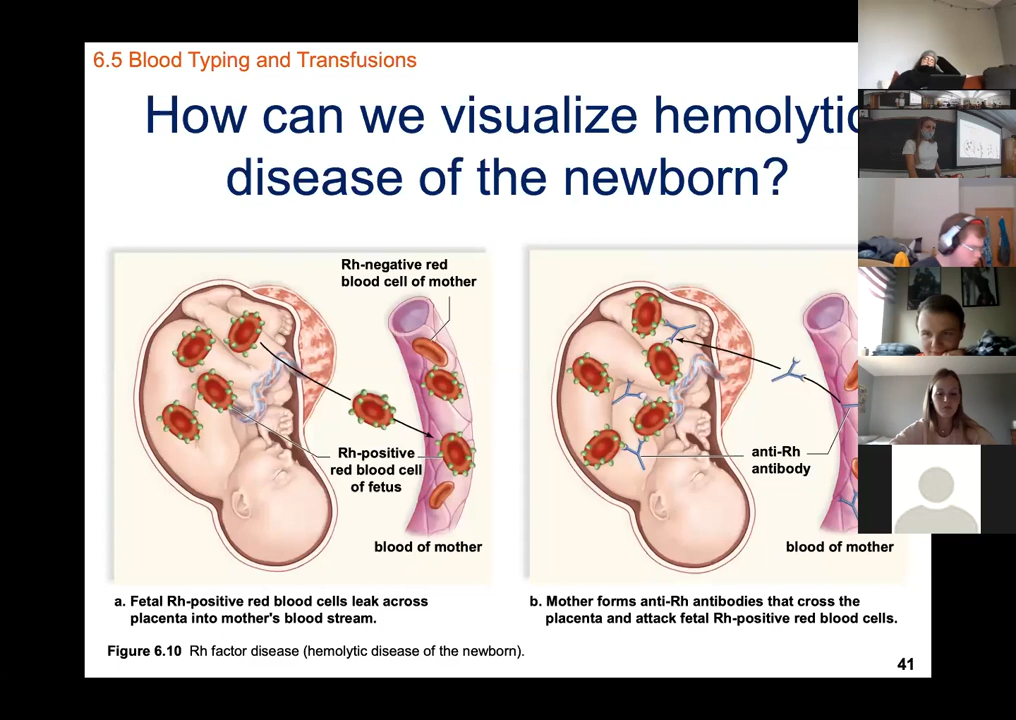 6.5 Blood Typing and Transfusions
How can we visualize hemolytic
disease of the newborn?
Rh-negative red
blood cell of mother
Rh-positive
red blood cell
of fetus
blood of mother
anti-Rh
antibody
blood of mother
a. Fetal Rh-positive red blood cells leak across
placenta into mother's blood stream.
b. Mother forms anti-Rh antibodies that cross the
placenta and attack fetal Rh-positive red blood cells.
Figure 6.10 Rh factor disease (hemolytic disease of the newborn).
41